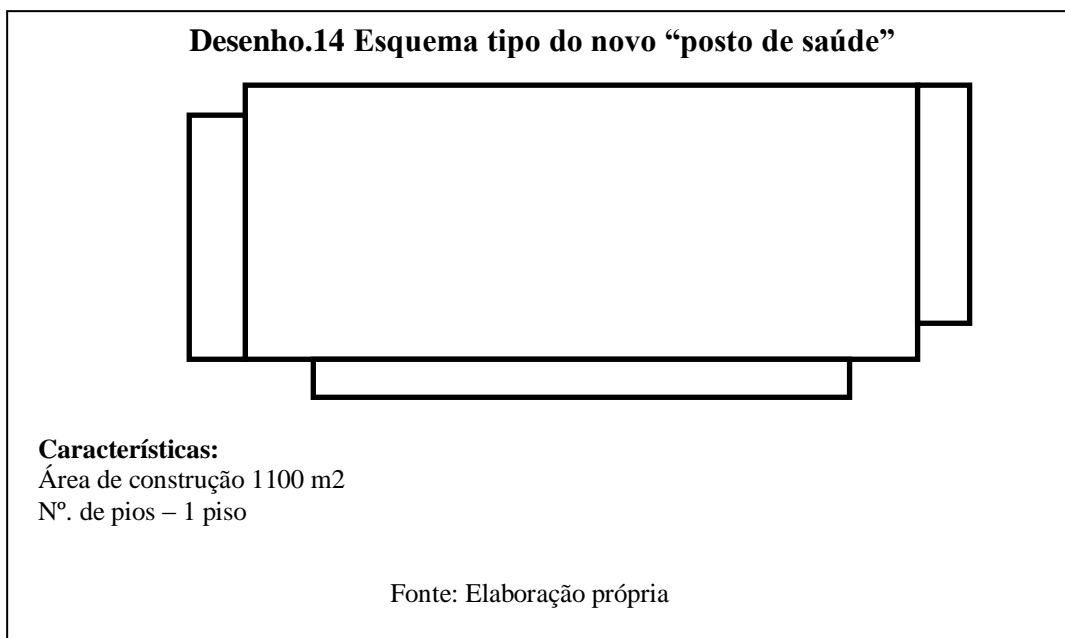 Desenho.14 Esquema tipo do novo “posto de saúde”
Características:
Área de construção 1100 m2
Nº. de pios – 1 piso
Fonte: Elaboração própria